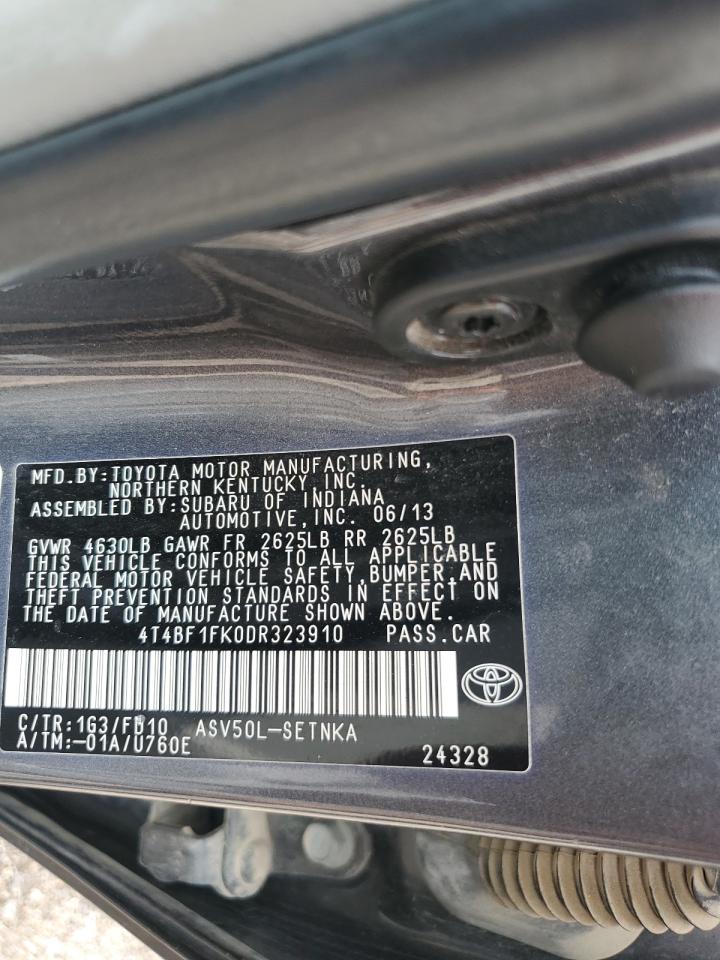 MFD.BY:TOYOTA MOTOR MANUFACTURING,
NORTHERN KENTUCKY,INC.
ASSEMBLED BY:SUBARU OF INDIANA
AUTOMOTIVE,INC. 06/13
GVWR 4630LB GAWR FR 2625LB RR 2625LB
THIS VEHICLE CONFORMS TO ALL APPLICABLE
FEDERAL MOTOR VEHICLE SAFETY,BUMPER,AND
THEFT PREVENTION STANDARDS IN EFFECT ON
THE DATE OF MANUFACTURE SHOWN ABOVE.
4T4BF1FK0DR323910 PASS.CAR
C/TR:1G3/FB10 ASV50L-SETNKA
A/TM:-01A/U760E
24328